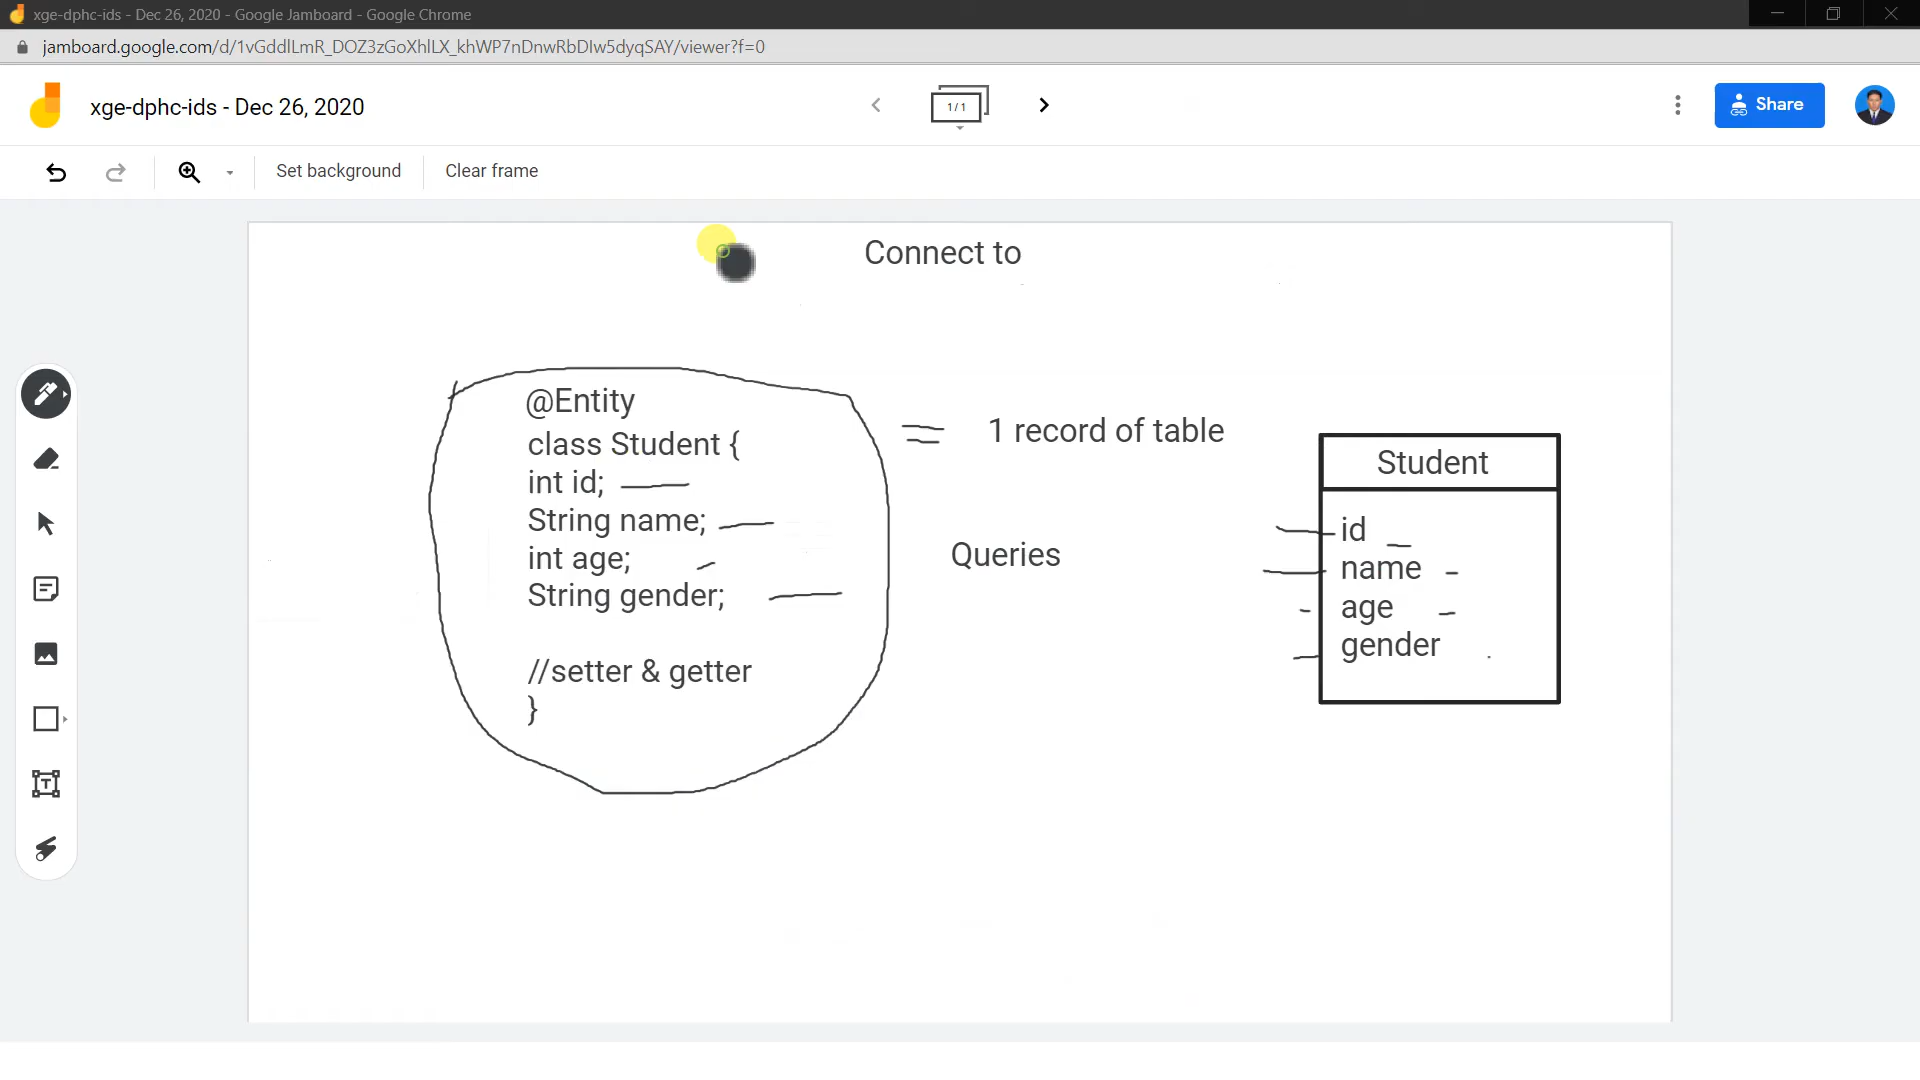 xge-dphc-ids - Dec 26, 2020 - Google Jamboard - Google Chrome
jamboard.google.com/d/1vGddlLmR_DOZ3zGoXhlLX_khWP7nDnwRbDIw5dyqSAY/viewer?f=0
xge-dphc-ids - Dec 26, 2020
1/1
Share
Set background
Clear frame
Connect to
@Entity
class Student {
int id;
String name;
int age;
String gender;
//setter & getter
}
= 1 record of table
Queries
Student
id
name
age
gender